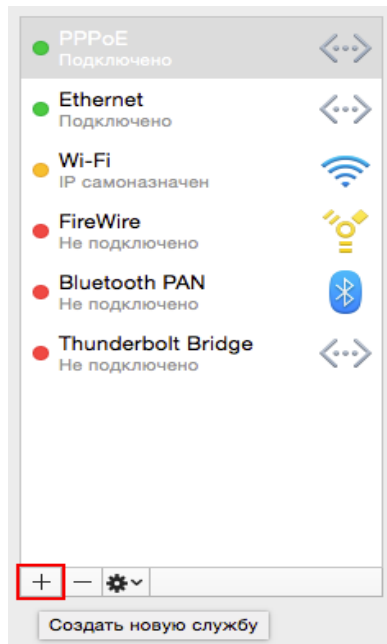 PPPoE
Подключено
Ethernet
Подключено
Wi-Fi
IP самоназначен
FireWire
Не подключено
Bluetooth PAN
Не подключено
Thunderbolt Bridge
Не подключено
Создать новую службу